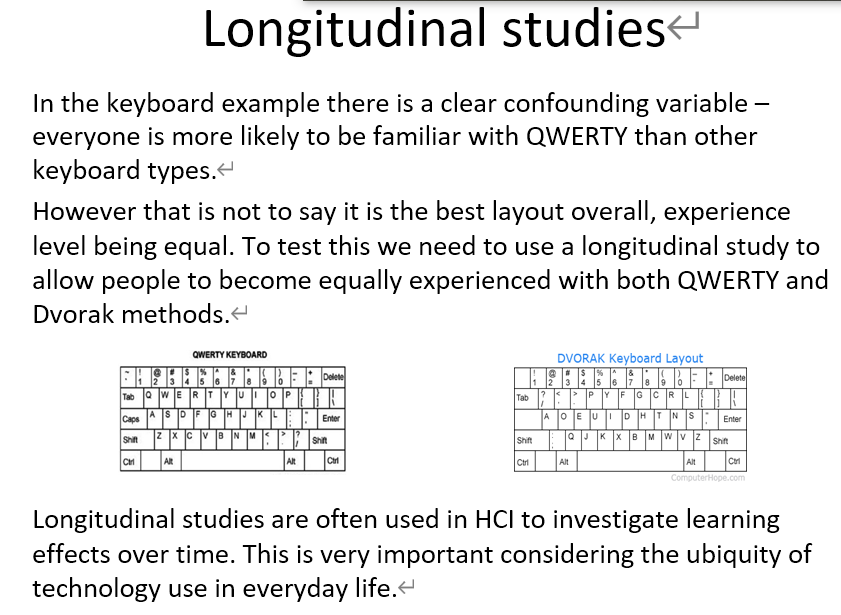 Longitudinal studies
In the keyboard example there is a clear confounding variable –
everyone is more likely to be familiar with QWERTY than other
keyboard types.
However that is not to say it is the best layout overall, experience
level being equal. To test this we need to use a longitudinal study to
allow people to become equally experienced with both QWERTY and
Dvorak methods.
QWERTY KEYBOARD
~ ! @ # $ % ^ & * ( ) - + Delete
1 2 3 4 5 6 7 8 9 0 =
Tab Q W E R T Y U I O P { } |
[ ] \
Caps A S D F G H J K L : Enter
Shift Z X C V B N M < > ? Shift
, . /
Ctrl Alt Alt Ctrl
DVORAK Keyboard Layout
! @ # $ % ^ & * ( ) + Delete
1 2 3 4 5 6 7 8 9 0 =
Tab ? < > P Y F G C R L { } |
/ , . [ ] \
A O E U I D H T N S Enter
Shift : Q J K X B M W V Z Shift
Ctrl Alt Alt Ctrl
ComputerHope.com
Longitudinal studies are often used in HCI to investigate learning
effects over time. This is very important considering the ubiquity of
technology use in everyday life.